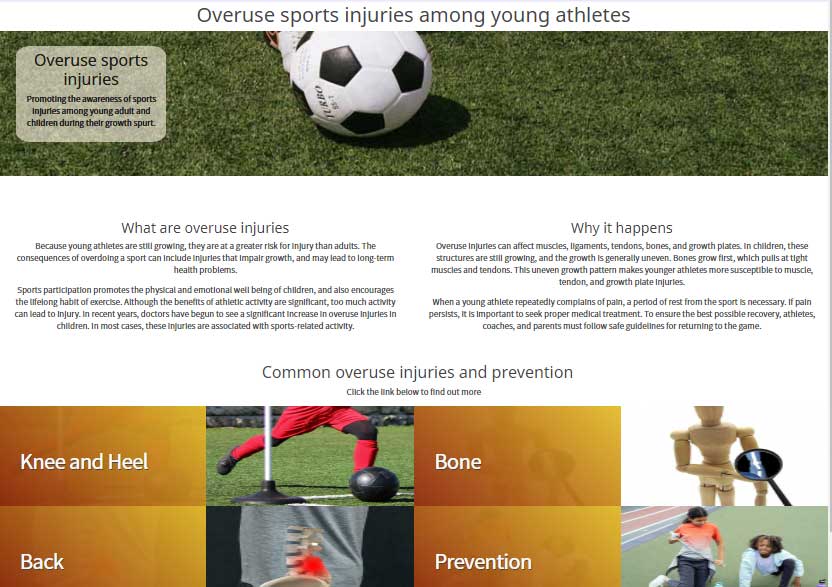 Overuse sports injuries among young athletes
Overuse sports
injuries
Promoting the awareness of sports
injuries among young adult and
children during their growth spurt.
TURBO
What are overuse injuries
Because young athletes are still growing, they are at a greater risk for injury than adults. The
consequences of overdoing a sport can include injuries that impair growth, and may lead to long-term
health problems.
Sports participation promotes the physical and emotional well being of children, and also encourages
the lifelong habit of exercise. Although the benefits of athletic activity are significant, too much activity
can lead to injury. In recent years, doctors have begun to see a significant increase in overuse injuries in
children. In most cases, these injuries are associated with sports-related activity.
Why it happens
Overuse injuries can affect muscles, ligaments, tendons, bones, and growth plates. In children, these
structures are still growing, and the growth is generally uneven. Bones grow first, which pulls at tight
muscles and tendons. This uneven growth pattern makes younger athletes more susceptible to muscle,
tendon, and growth plate injuries.
When a young athlete repeatedly complains of pain, a period of rest from the sport is necessary. If pain
persists, it is important to seek proper medical treatment. To ensure the best possible recovery, athletes,
coaches, and parents must follow safe guidelines for returning to the game.
Common overuse injuries and prevention
Click the link below to find out more
Knee and Heel
Bone
Back
Prevention